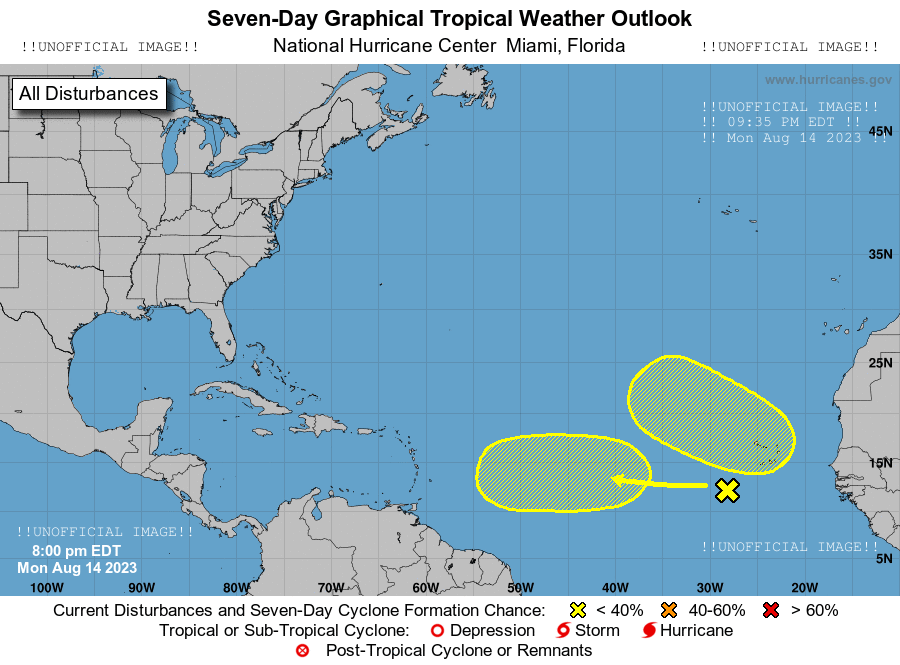 Seven-Day Graphical Tropical Weather Outlook
!!UNOFFICIAL IMAGE!! National Hurricane Center Miami, Florida !!UNOFFICIAL IMAGE!!
www.hurricanes.gov
All Disturbances
!!UNOFFICIAL IMAGE!!
!! 09:35 PM EDT !!
!! Mon Aug 14 2023 !!
45N
35N
25N
15N
!!UNOFFICIAL IMAGE!!
8:00 pm EDT
Mon Aug 14 2023
!!UNOFFICIAL IMAGE!!
5N
100W 90W 80W 70W 60W 50W 40W 30W 20W
Current Disturbances and Seven-Day Cyclone Formation Chance: < 40% 40-60% > 60%
Tropical or Sub-Tropical Cyclone: Depression Storm Hurricane
Post-Tropical Cyclone or Remnants